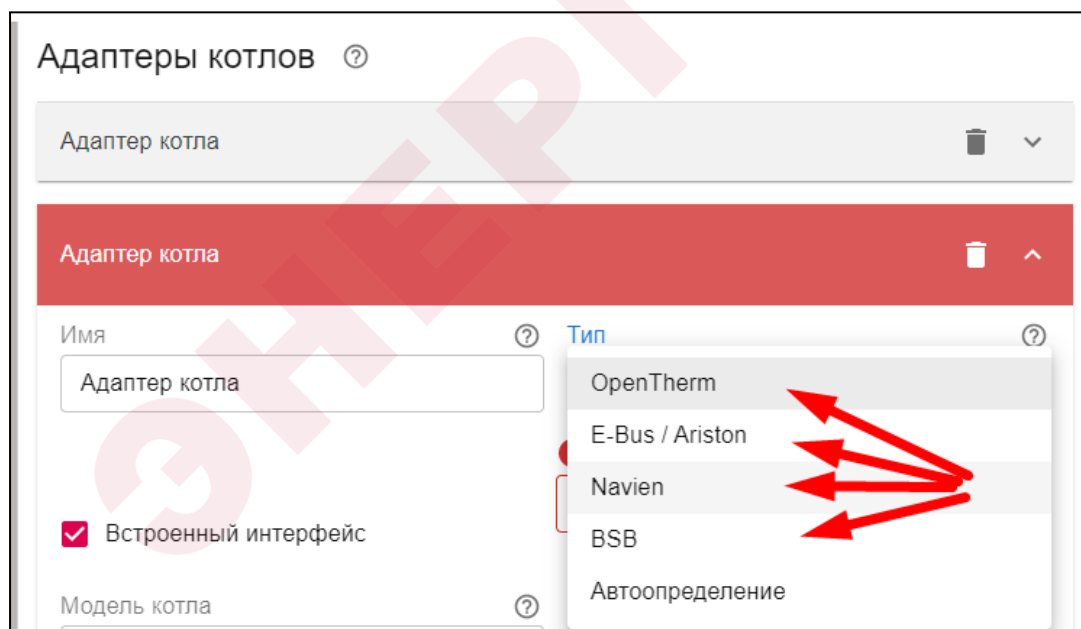 Адаптеры котлов
Адаптер котла
Адаптер котла
Имя
Тип
Адаптер котла
OpenTherm
E-Bus / Ariston
Navien
BSB
Автоопределение
Встроенный интерфейс
Модель котла
ЭНЕР